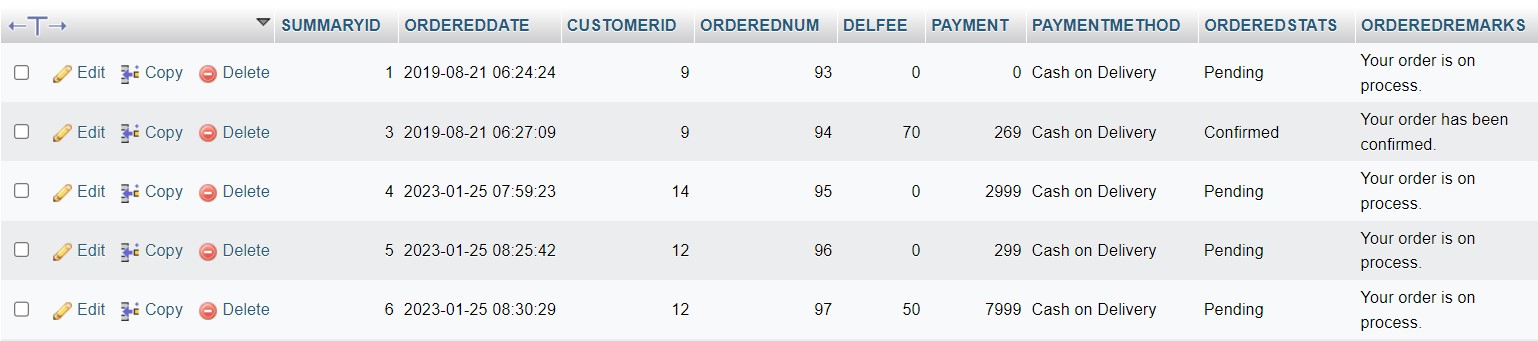 SUMMARYID ORDEREDDATE CUSTOMERID ORDEREDNUM DELFEE PAYMENT PAYMENTMETHOD ORDEREDSTATS ORDEREDREMARKS
Edit Copy Delete 1 2019-08-21 06:24:24 9 93 0 0 Cash on Delivery Pending Your order is on
process.
Edit Copy Delete 3 2019-08-21 06:27:09 9 94 70 269 Cash on Delivery Confirmed Your order has been
confirmed.
Edit Copy Delete 4 2023-01-25 07:59:23 14 95 0 2999 Cash on Delivery Pending Your order is on
process.
Edit Copy Delete 5 2023-01-25 08:25:42 12 96 0 299 Cash on Delivery Pending Your order is on
process.
Edit Copy Delete 6 2023-01-25 08:30:29 12 97 50 7999 Cash on Delivery Pending Your order is on
process.